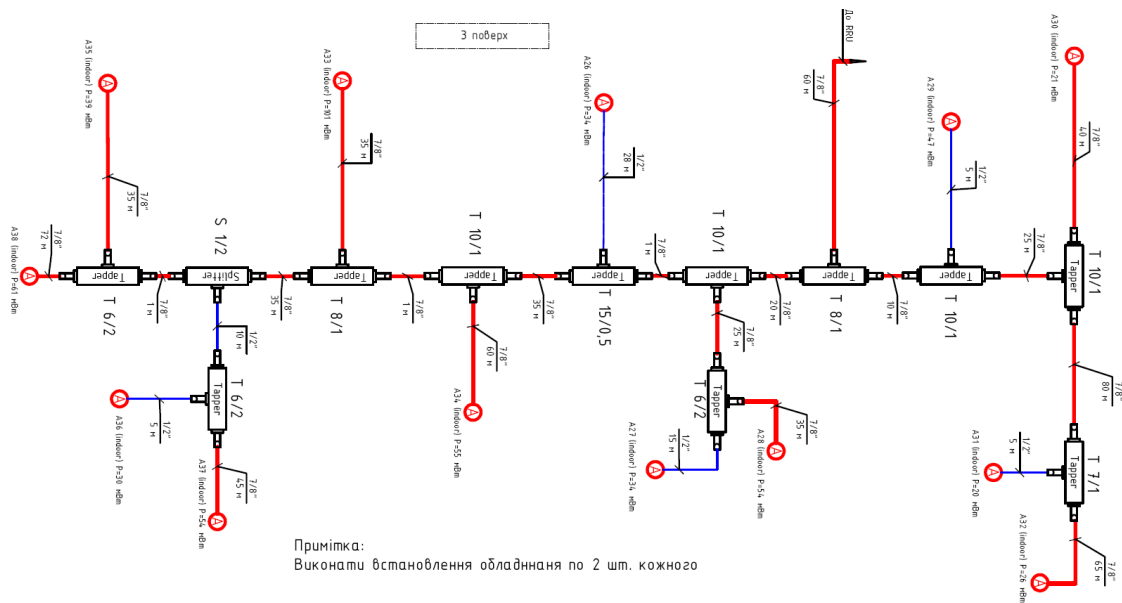 3 поверх
До RRU
A35 (indoor) P=39 мВт
A33 (indoor) P=101 мВт
A26 (indoor) P=34 мВт
A29 (indoor) P=47 мВт
A30 (indoor) P=21 мВт
7/8"
35 м
7/8"
35 м
1/2"
28 м
7/8"
60 м
1/2"
5 м
7/8"
40 м
S 1/2
T 10/1
T 10/1
T 10/1
A38 (indoor) P=61 мВт
7/8"
72 м
Tapper
T 6/2
7/8"
1 м
Splitter
7/8"
35 м
Tapper
T 8/1
7/8"
1 м
Tapper
7/8"
35 м
Tapper
T 15/0,5
7/8"
1 м
Tapper
7/8"
20 м
Tapper
T 8/1
7/8"
10 м
Tapper
T 10/1
7/8"
25 м
Tapper
1/2"
10 м
7/8"
60 м
7/8"
25 м
7/8"
80 м
Tapper
T 6/2
Tapper
T 6/2
Tapper
T 7/1
A36 (indoor) P=30 мВт
1/2"
5 м
A37 (indoor) P=54 мВт
7/8"
45 м
A34 (indoor) P=55 мВт
A27 (indoor) P=34 мВт
1/2"
15 м
A28 (indoor) P=54 мВт
7/8"
35 м
A31 (indoor) P=20 мВт
1/2"
5 м
A32 (indoor) P=26 мВт
7/8"
65 м
A
A
A
A
A
A
A
A
A
A
A
A
A
Примітка:
Виконати встановлення обладнаня по 2 шт. кожного